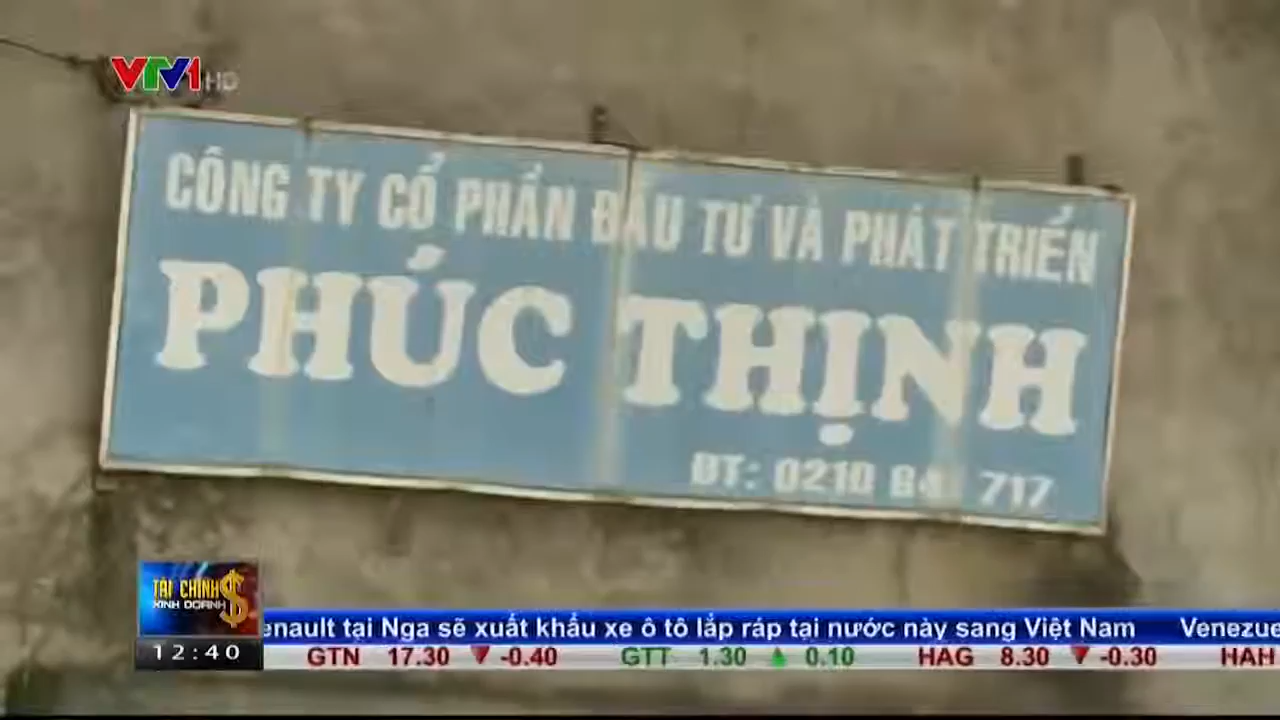 VTV1 HD
CÔNG TY CỔ PHẦN ĐẦU TƯ VÀ PHÁT TRIỂN
PHÚC THỊNH
ĐT: 0210 84 717
TÀI CHÍNH
KINH DOANH
$
enault tại Nga sẽ xuất khẩu xe ô tô lắp ráp tại nước này sang Việt Nam Venezue
12:40
GTN 17.30 ▼ -0.40 GTT 1.30 ▲ 0.10 HAG 8.30 ▼ -0.30 HAH